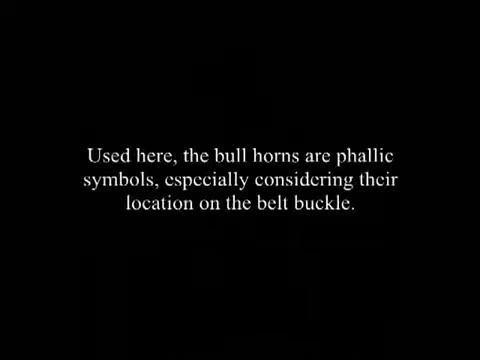 Used here, the bull horns are phallic
symbols, especially considering their
location on the belt buckle.